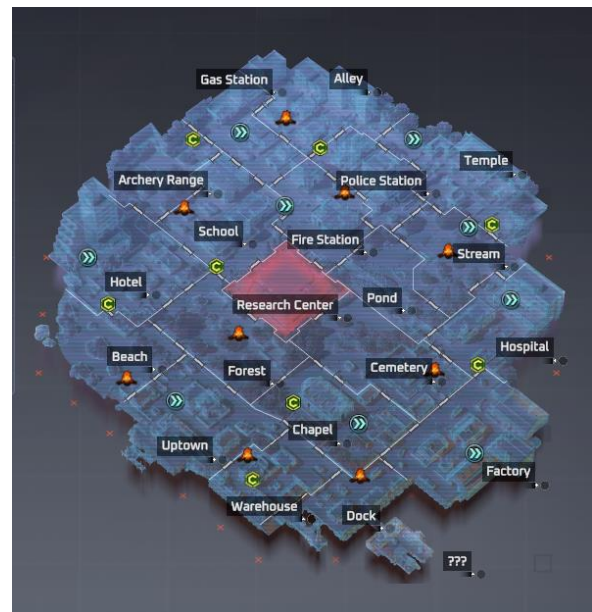 Gas Station
Alley
Temple
Archery Range
Police Station
School
Fire Station
Stream
Hotel
Research Center
Pond
Hospital
Beach
Forest
Cemetery
Chapel
Uptown
Factory
Warehouse
Dock
???